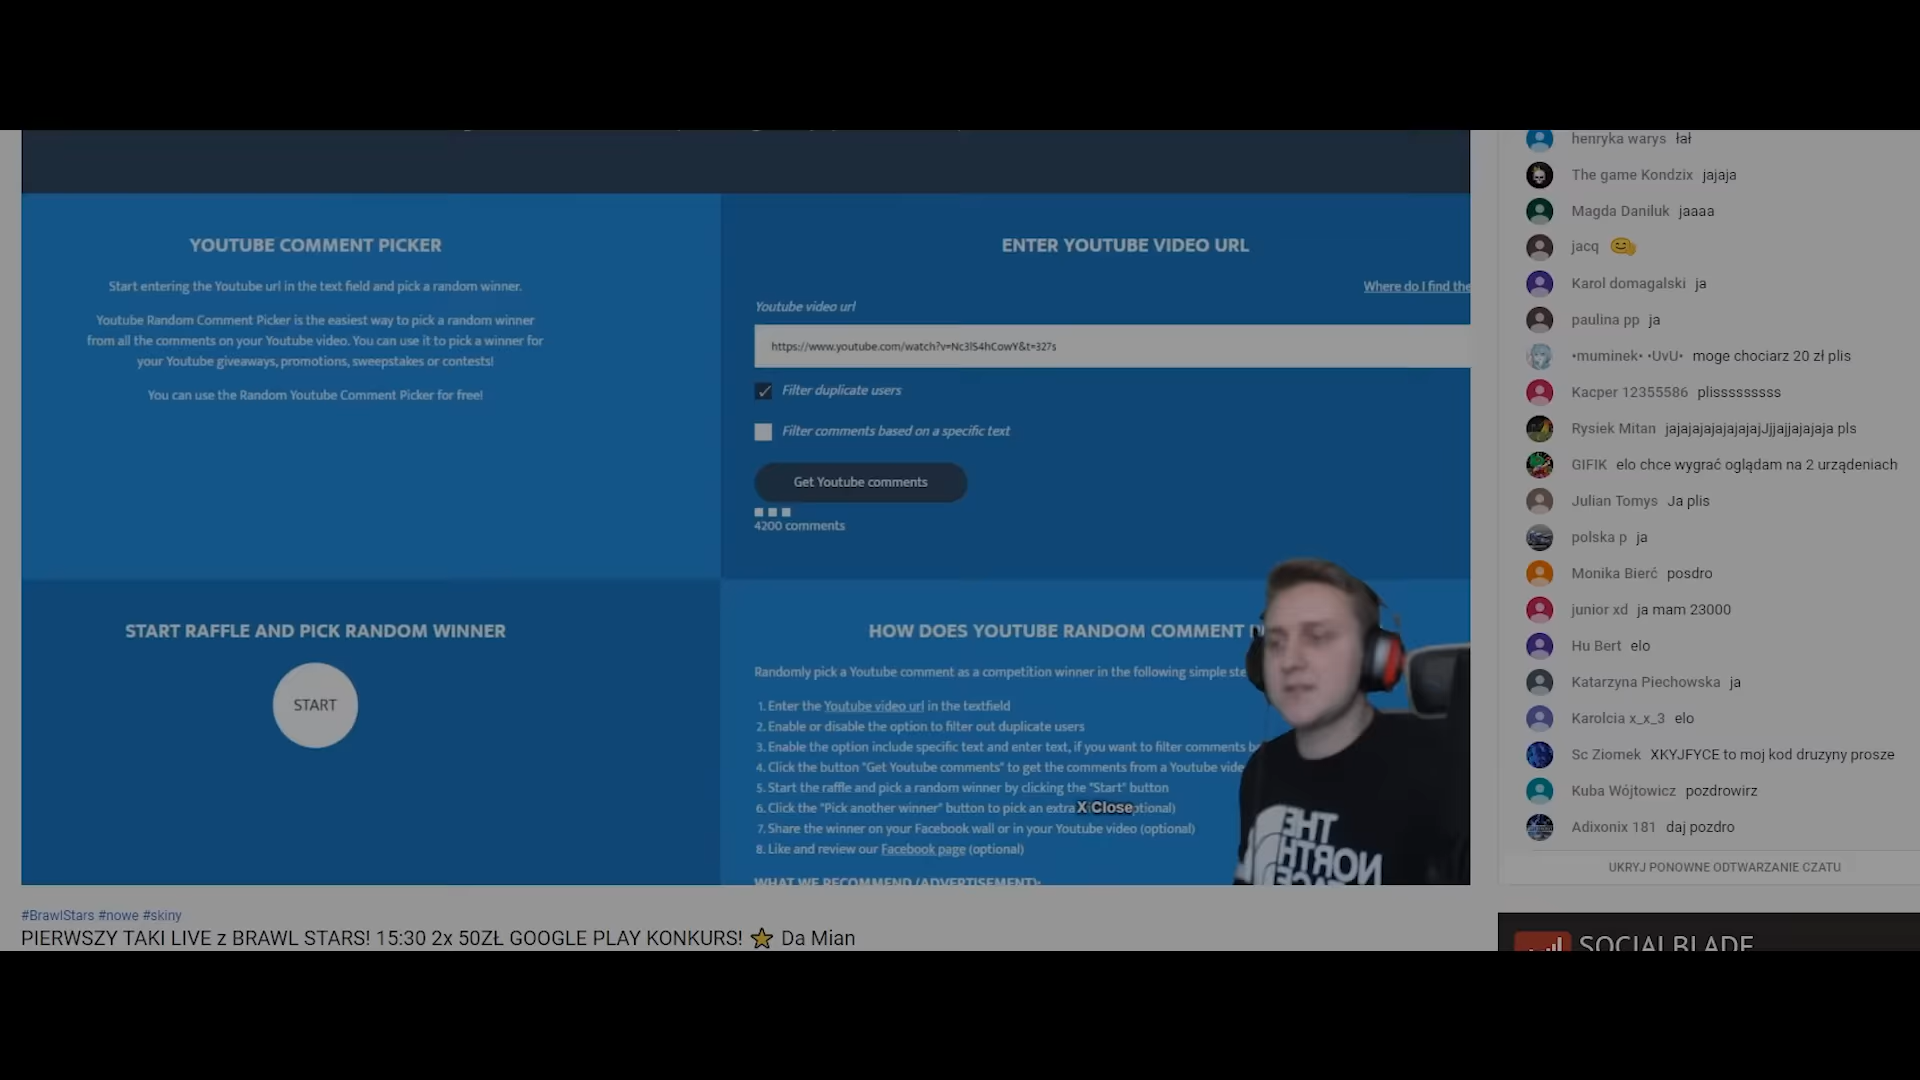 YOUTUBE COMMENT PICKER
Start entering the Youtube url in the text field and pick a random winner.
Youtube Random Comment Picker is the easiest way to pick a random winner
from all the comments on your Youtube video. You can use it to pick a winner for
your Youtube giveaways, promotions, sweepstakes or contests!
You can use the Random Youtube Comment Picker for free!
ENTER YOUTUBE VIDEO URL
Where do I find the
Youtube video url
https://www.youtube.com/watch?v=Nc3lS4hCowY&t=327s
Filter duplicate users
Filter comments based on a specific text
Get Youtube comments
4200 comments
START RAFFLE AND PICK RANDOM WINNER
START
HOW DOES YOUTUBE RANDOM COMMENT
Randomly pick a Youtube comment as a competition winner in the following simple ste
1. Enter the Youtube video url in the textfield
2. Enable or disable the option to filter out duplicate users
3. Enable the option include specific text and enter text, if you want to filter comments b
4. Click the button "Get Youtube comments" to get the comments from a Youtube vide
5. Start the raffle and pick a random winner by clicking the "Start" button
6. Click the "Pick another winner" button to pick an extra X Close ptional)
7. Share the winner on your Facebook wall or in your Youtube video (optional)
8. Like and review our Facebook page (optional)
WHAT WE RECOMMEND (ADVERTISEMENT):
THE
NORTH
FACE
#BrawlStars #nowe #skiny
PIERWSZY TAKI LIVE z BRAWL STARS! 15:30 2x 50ZŁ GOOGLE PLAY KONKURS! ⭐ Da Mian
henryka warys łał
The game Kondzix jajaja
Magda Daniluk jaaaa
jacq
Karol domagalski ja
paulina pp ja
•muminek• •UvU• moge chociarz 20 zł plis
Kacper 12355586 plisssssssss
Rysiek Mitan jajajajajajajajJjjajjajajaja pls
GIFIK elo chce wygrać oglądam na 2 urządeniach
Julian Tomys Ja plis
polska p ja
Monika Bierć posdro
junior xd ja mam 23000
Hu Bert elo
Katarzyna Piechowska ja
Karolcia x_x_3 elo
Sc Ziomek XKYJFYCE to moj kod druzyny prosze
Kuba Wójtowicz pozdrowirz
Adixonix 181 daj pozdro
UKRYJ PONOWNE ODTWARZANIE CZATU
SOCIALBLADE